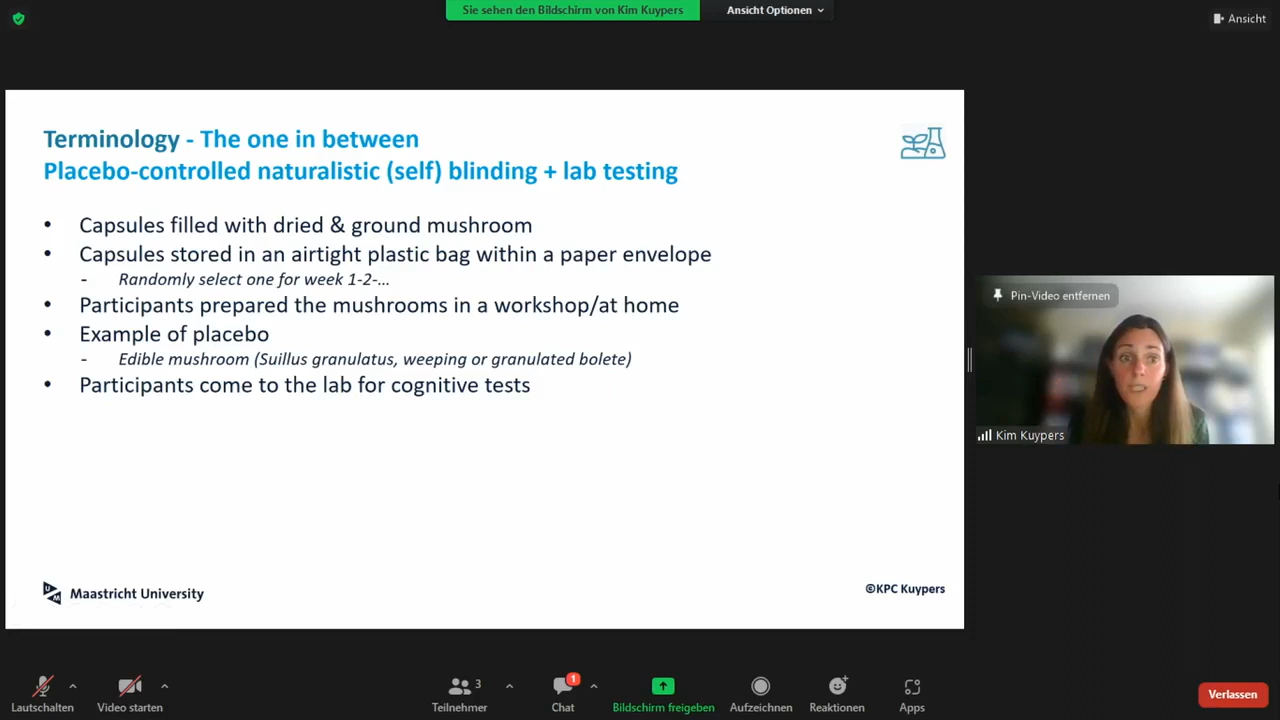 Sie sehen den Bildschirm von Kim Kuypers
Ansicht Optionen
Ansicht
Terminology - The one in between
Placebo-controlled naturalistic (self) blinding + lab testing
• Capsules filled with dried & ground mushroom
• Capsules stored in an airtight plastic bag within a paper envelope
- Randomly select one for week 1-2-...
• Participants prepared the mushrooms in a workshop/at home
• Example of placebo
- Edible mushroom (Suillus granulatus, weeping or granulated bolete)
• Participants come to the lab for cognitive tests
Maastricht University
©KPC Kuypers
Pin-Video entfernen
Kim Kuypers
Lautschalten
Video starten
3
Teilnehmer
1
Chat
Bildschirm freigeben
Aufzeichnen
Reaktionen
Apps
Verlassen